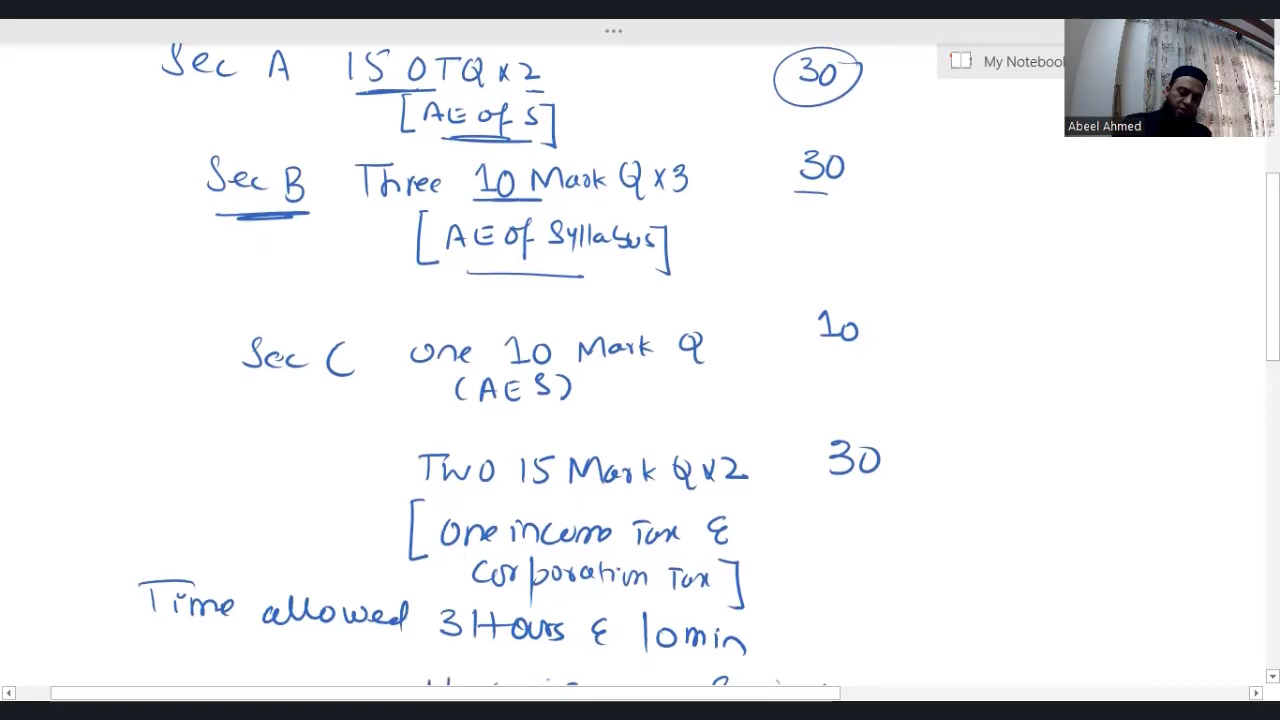 Sec A 15 OTQ x 2 30
[AE of S]
My Notebook
Abeel Ahmed
Sec B Three 10 Mark Q x 3 30
[AE of Syllabus]
Sec C one 10 Mark Q 10
(AES)
Two 15 Mark Q x 2 30
[One income Tax &
Corporation Tax]
Time allowed 3 Hours & 10 min